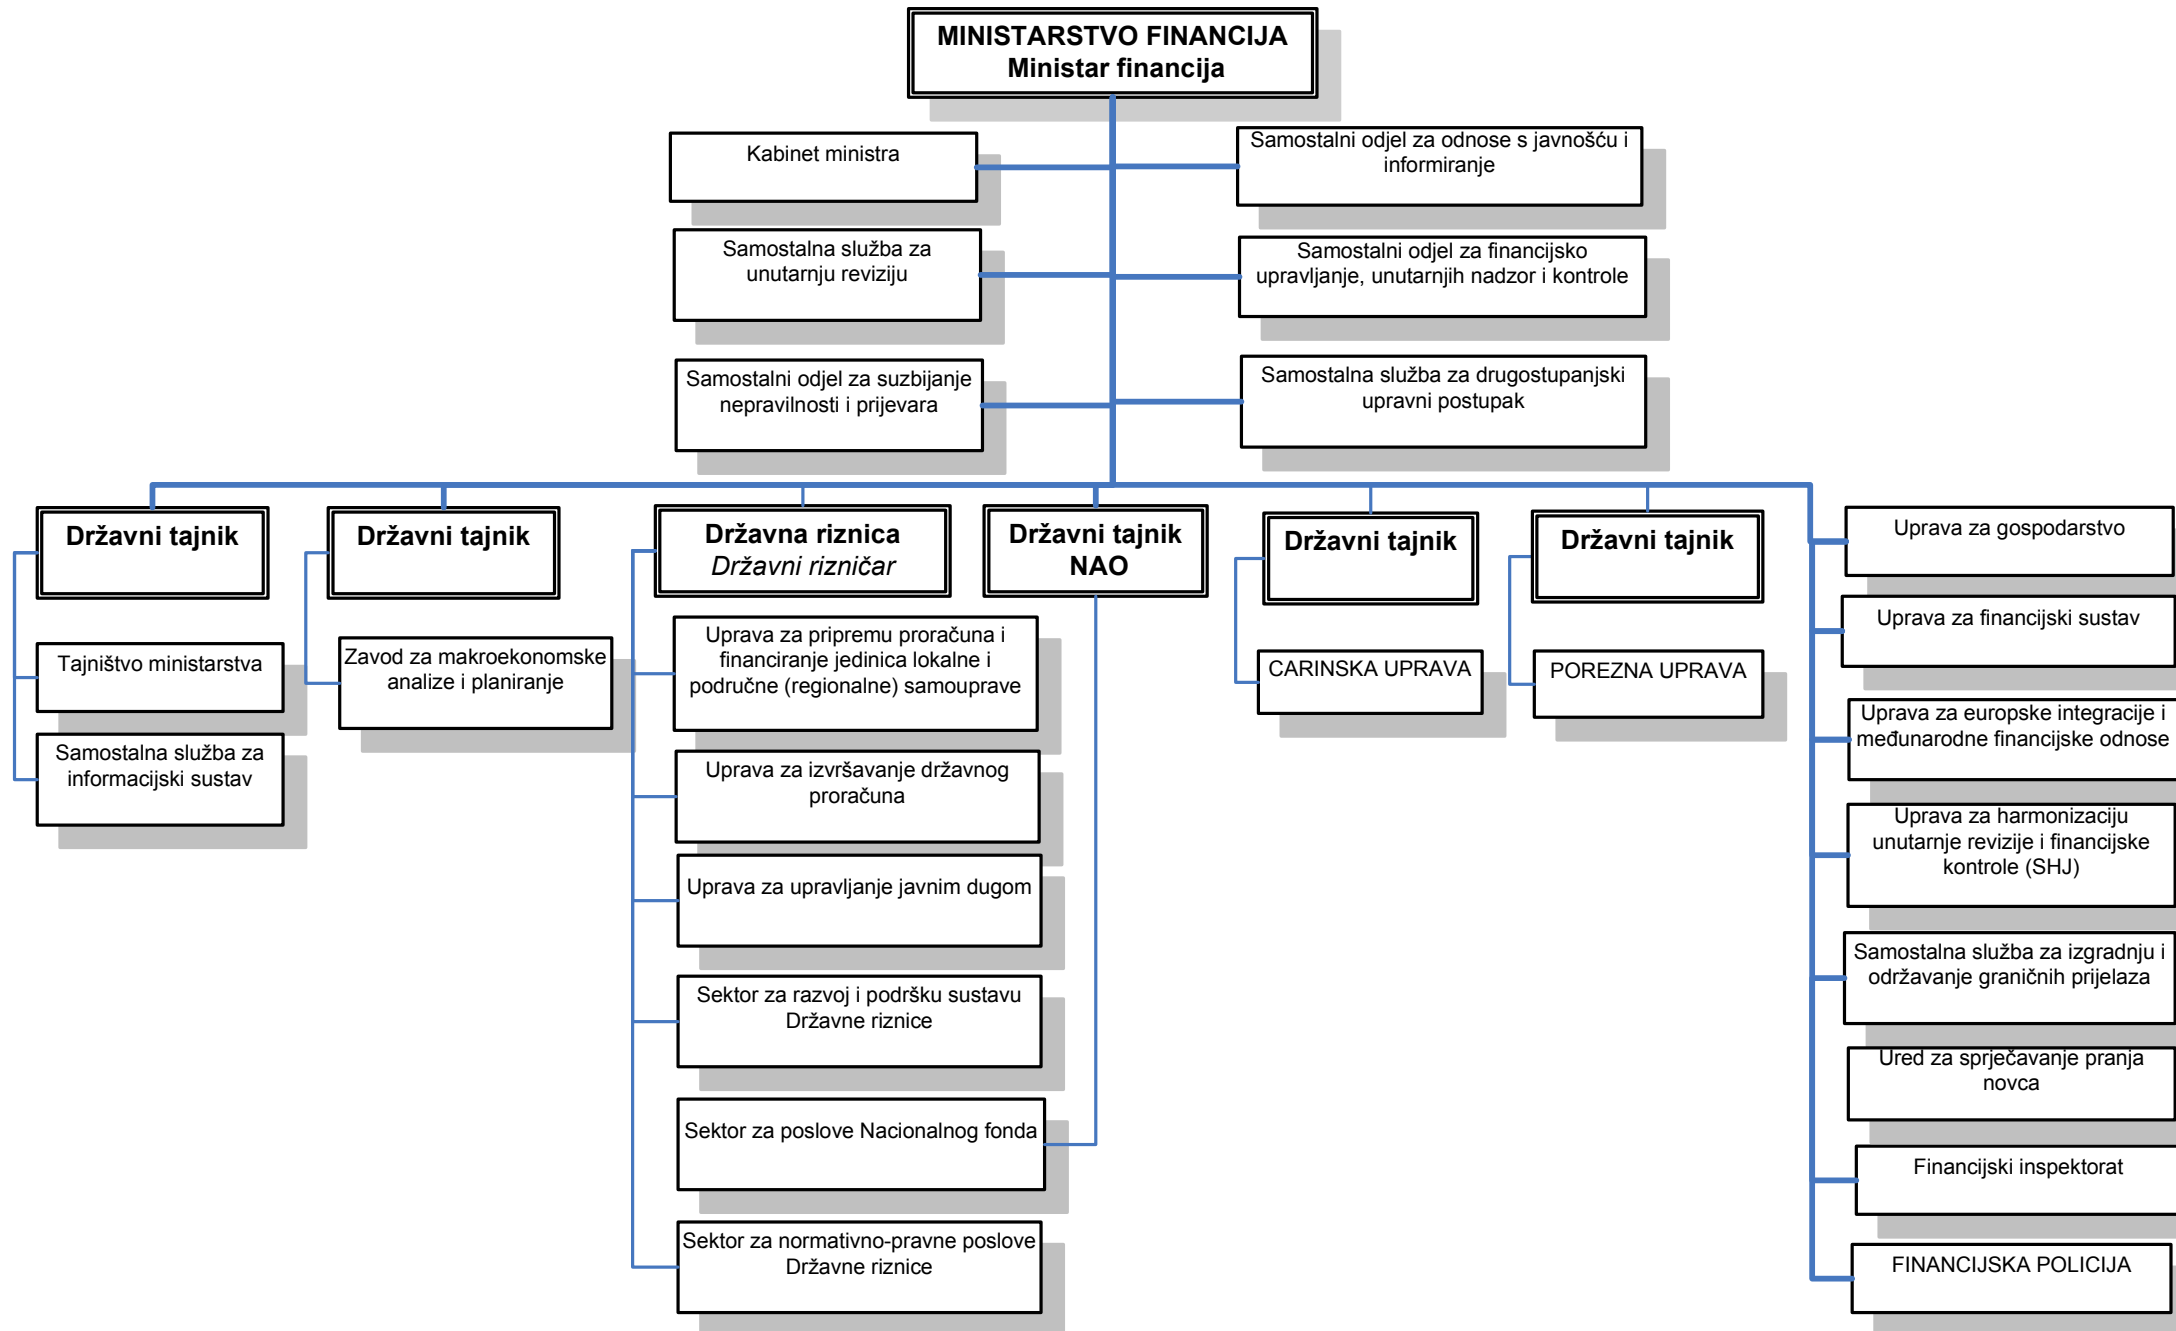 MINISTARSTVO FINANCIJA
Ministar financija
Kabinet ministra
Samostalni odjel za odnose s javnošću i
informiranje
Samostalna služba za
unutarnju reviziju
Samostalni odjel za financijsko
upravljanje, unutarnjih nadzor i kontrole
Samostalni odjel za suzbijanje
nepravilnosti i prijevara
Samostalna služba za drugostupanjski
upravni postupak
Državni tajnik
Tajništvo ministarstva
Samostalna služba za
informacijski sustav
Državni tajnik
Zavod za makroekonomske
analize i planiranje
Državna riznica
Državni rizničar
Uprava za pripremu proračuna i
financiranje jedinica lokalne i
područne (regionalne) samouprave
Uprava za izvršavanje državnog
proračuna
Uprava za upravljanje javnim dugom
Sektor za razvoj i podršku sustavu
Državne riznice
Sektor za poslove Nacionalnog fonda
Sektor za normativno-pravne poslove
Državne riznice
Državni tajnik
NAO
Državni tajnik
CARINSKA UPRAVA
Državni tajnik
POREZNA UPRAVA
Uprava za gospodarstvo
Uprava za financijski sustav
Uprava za europske integracije i
međunarodne financijske odnose
Uprava za harmonizaciju
unutarnje revizije i financijske
kontrole (SHJ)
Samostalna služba za izgradnju i
održavanje graničnih prijelaza
Ured za sprječavanje pranja
novca
Financijski inspektorat
FINANCIJSKA POLICIJA